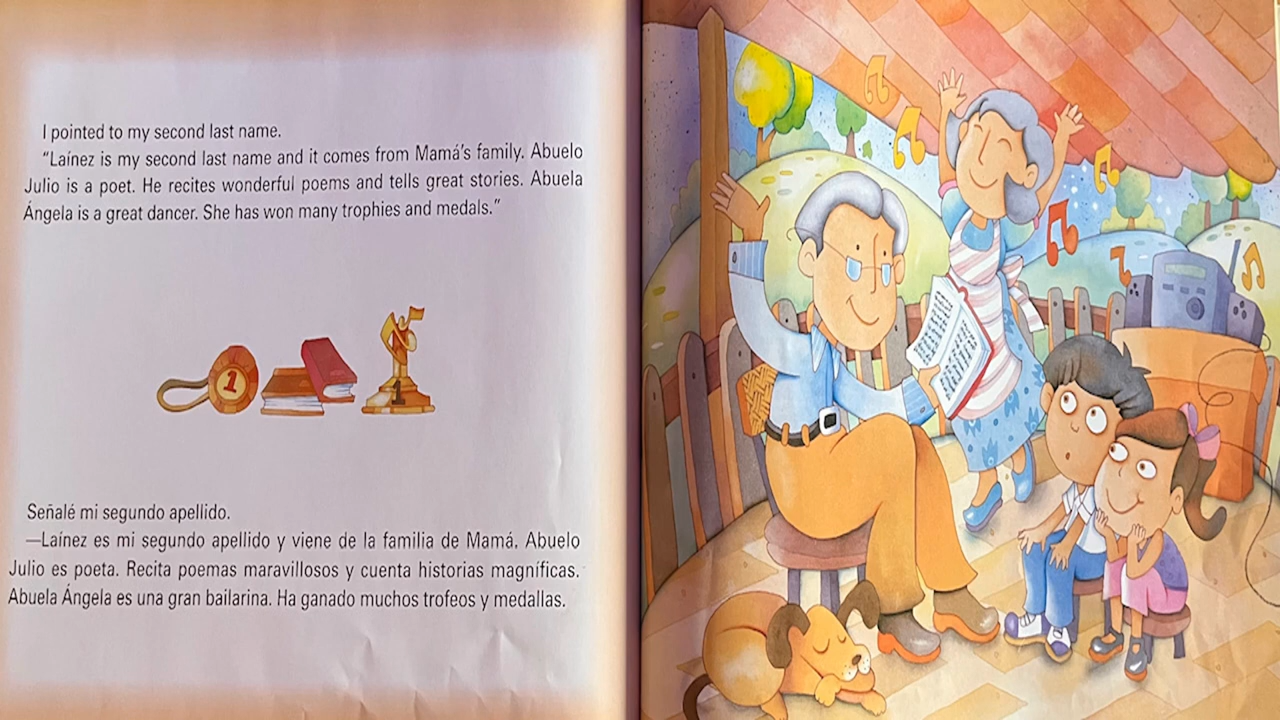 I pointed to my second last name.
“Laínez is my second last name and it comes from Mamá’s family. Abuelo
Julio is a poet. He recites wonderful poems and tells great stories. Abuela
Ángela is a great dancer. She has won many trophies and medals.”
1
1
Señalé mi segundo apellido.
—Laínez es mi segundo apellido y viene de la familia de Mamá. Abuelo
Julio es poeta. Recita poemas maravillosos y cuenta historias magníficas.
Abuela Ángela es una gran bailarina. Ha ganado muchos trofeos y medallas.